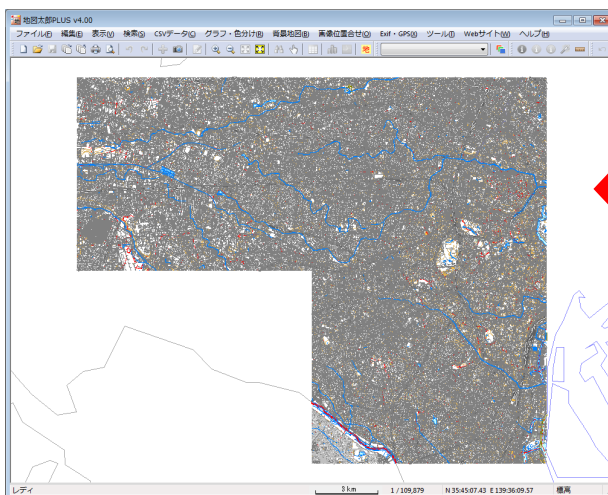 地図太郎PLUS v4.00
ファイル(F) 編集(E) 表示(V) 検索(S) CSVデータ(C) グラフ・色分(R) 背景地図(B) 画像位置合せ(O) Exif・GPS(X) ツール(T) Webサイト(W) ヘルプ(H)
地
レディ 3 km 1 / 109,879 N 35:45:07.43 E 139:36:09.57 標高